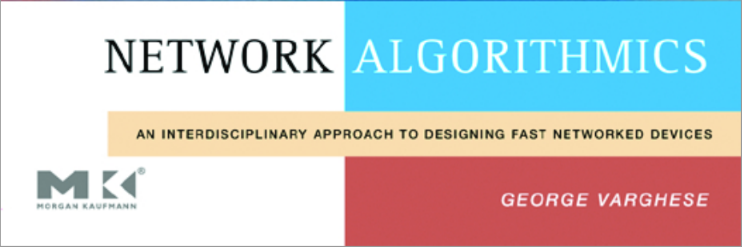 NETWORK ALGORITHMICS
AN INTERDISCIPLINARY APPROACH TO DESIGNING FAST NETWORKED DEVICES
MK®
MORGAN KAUFMANN
GEORGE VARGHESE